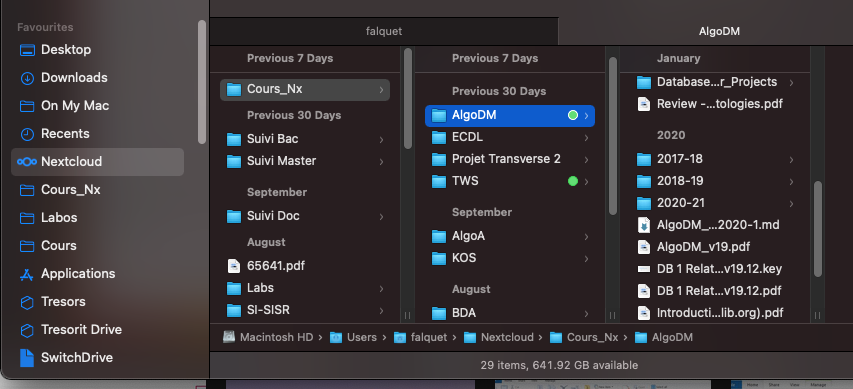 Favourites
Desktop
Downloads
On My Mac
Recents
Nextcloud
Cours_Nx
Labos
Cours
Applications
Tresors
Tresorit Drive
SwitchDrive
falquet
AlgoDM
Previous 7 Days
Cours_Nx
Previous 30 Days
Suivi Bac
Suivi Master
September
Suivi Doc
August
65641.pdf
Labs
SI-SISR
Previous 7 Days
Previous 30 Days
AlgoDM
ECDL
Projet Transverse 2
TWS
September
AlgoA
KOS
August
BDA
January
Database...r_Projects
Review -...tologies.pdf
2020
2017-18
2018-19
2020-21
AlgoDM_...2020-1.md
AlgoDM_v19.pdf
DB 1 Relat...v19.12.key
DB 1 Relat...v19.12.pdf
Introducti...lib.org).pdf
Macintosh HD › Users › falquet › Nextcloud › Cours_Nx › AlgoDM
29 items, 641.92 GB available